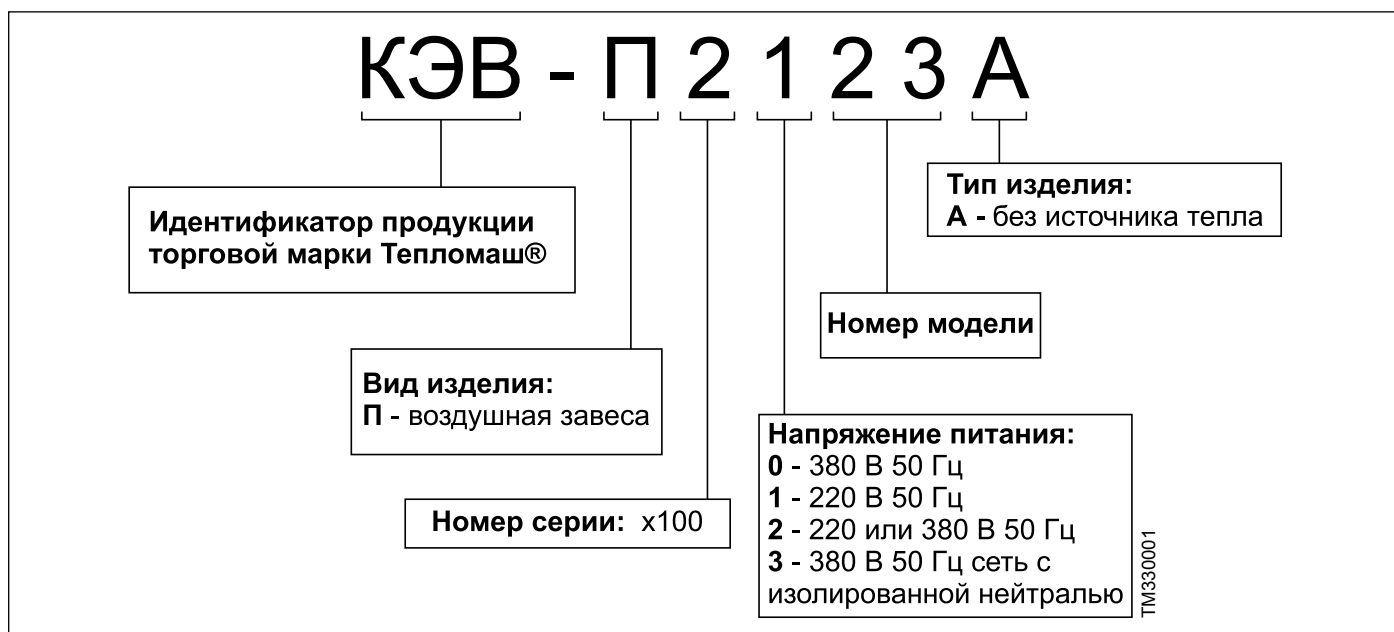 КЭВ - П 2 1 2 3 А
Тип изделия:
А - без источника тепла
Идентификатор продукции
торговой марки Тепломаш®
Номер модели
Вид изделия:
П - воздушная завеса
Напряжение питания:
0 - 380 В 50 Гц
1 - 220 В 50 Гц
2 - 220 или 380 В 50 Гц
3 - 380 В 50 Гц сеть с
изолированной нейтралью
Номер серии: х100
ТМ330001